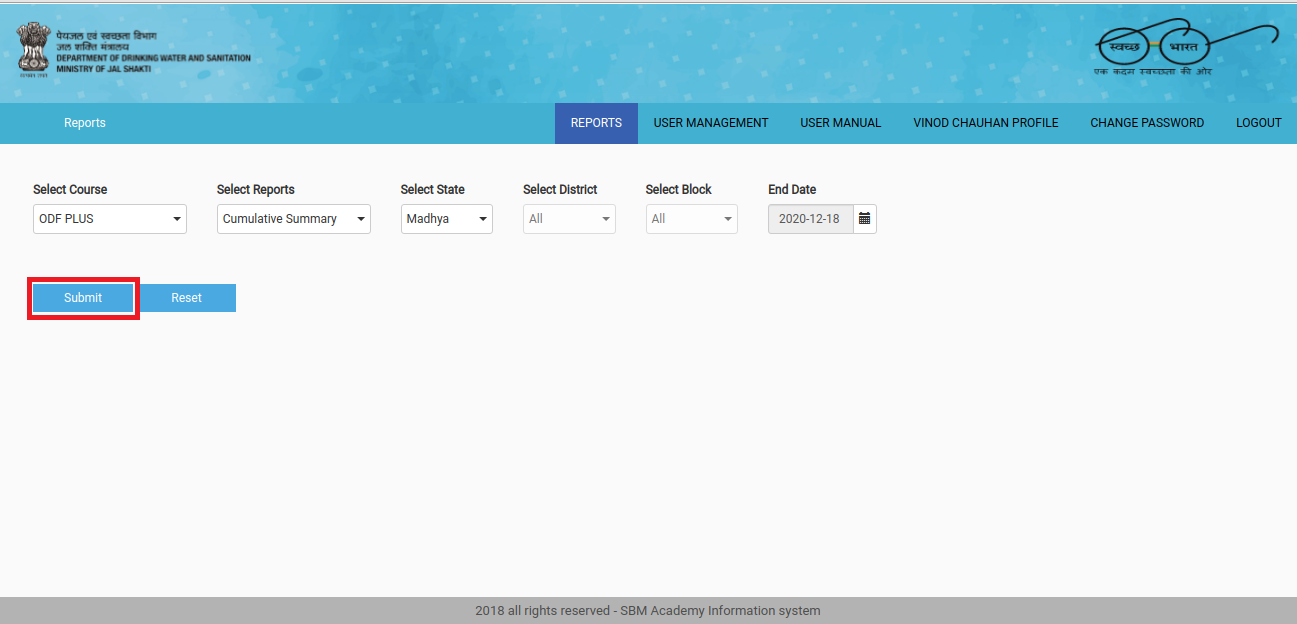 पेयजल एवं स्वच्छता विभाग
जल शक्ति मंत्रालय
DEPARTMENT OF DRINKING WATER AND SANITATION
MINISTRY OF JAL SHAKTI
सत्यमेव जयते
स्वच्छ भारत
एक कदम स्वच्छता की ओर
Reports REPORTS USER MANAGEMENT USER MANUAL VINOD CHAUHAN PROFILE CHANGE PASSWORD LOGOUT
Select Course Select Reports Select State Select District Select Block End Date
ODF PLUS Cumulative Summary Madhya All All 2020-12-18
Submit Reset
2018 all rights reserved - SBM Academy Information system